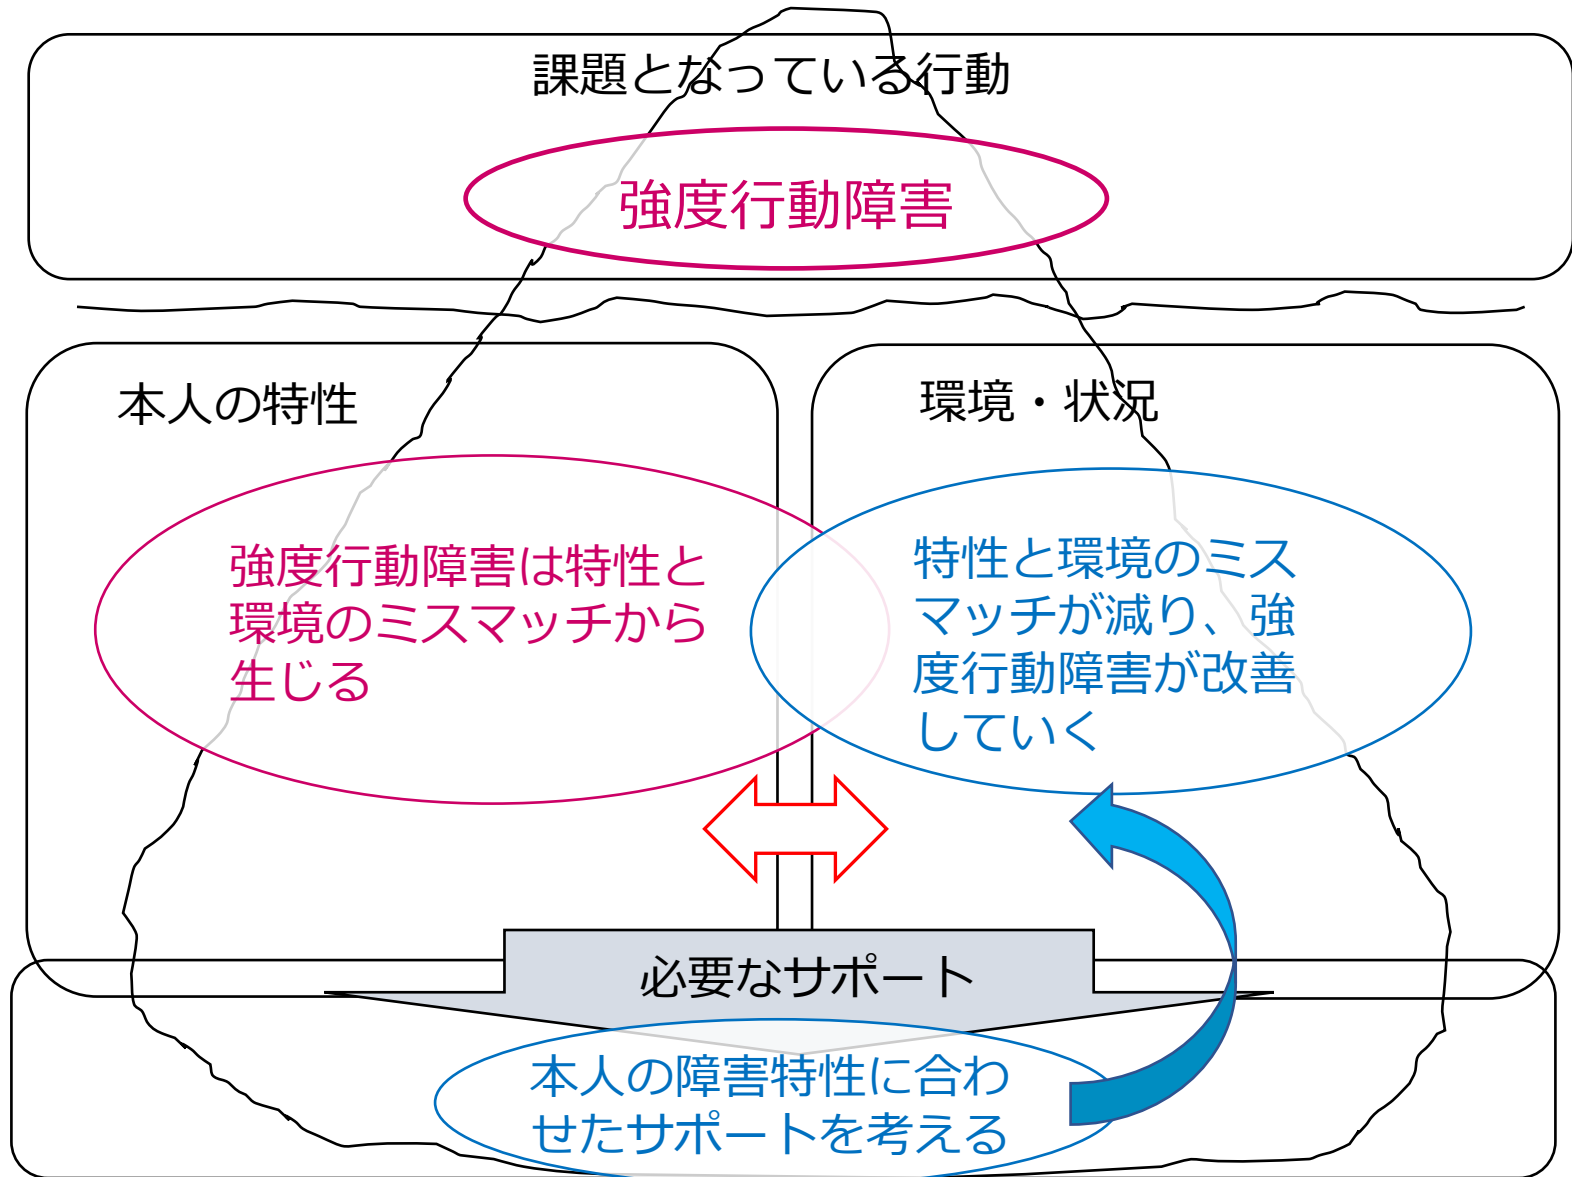 課題となっている行動
強度行動障害
本人の特性
環境・状況
強度行動障害は特性と
環境のミスマッチから
生じる
特性と環境のミス
マッチが減り、強
度行動障害が改善
していく
必要なサポート
本人の障害特性に合わ
せたサポートを考える